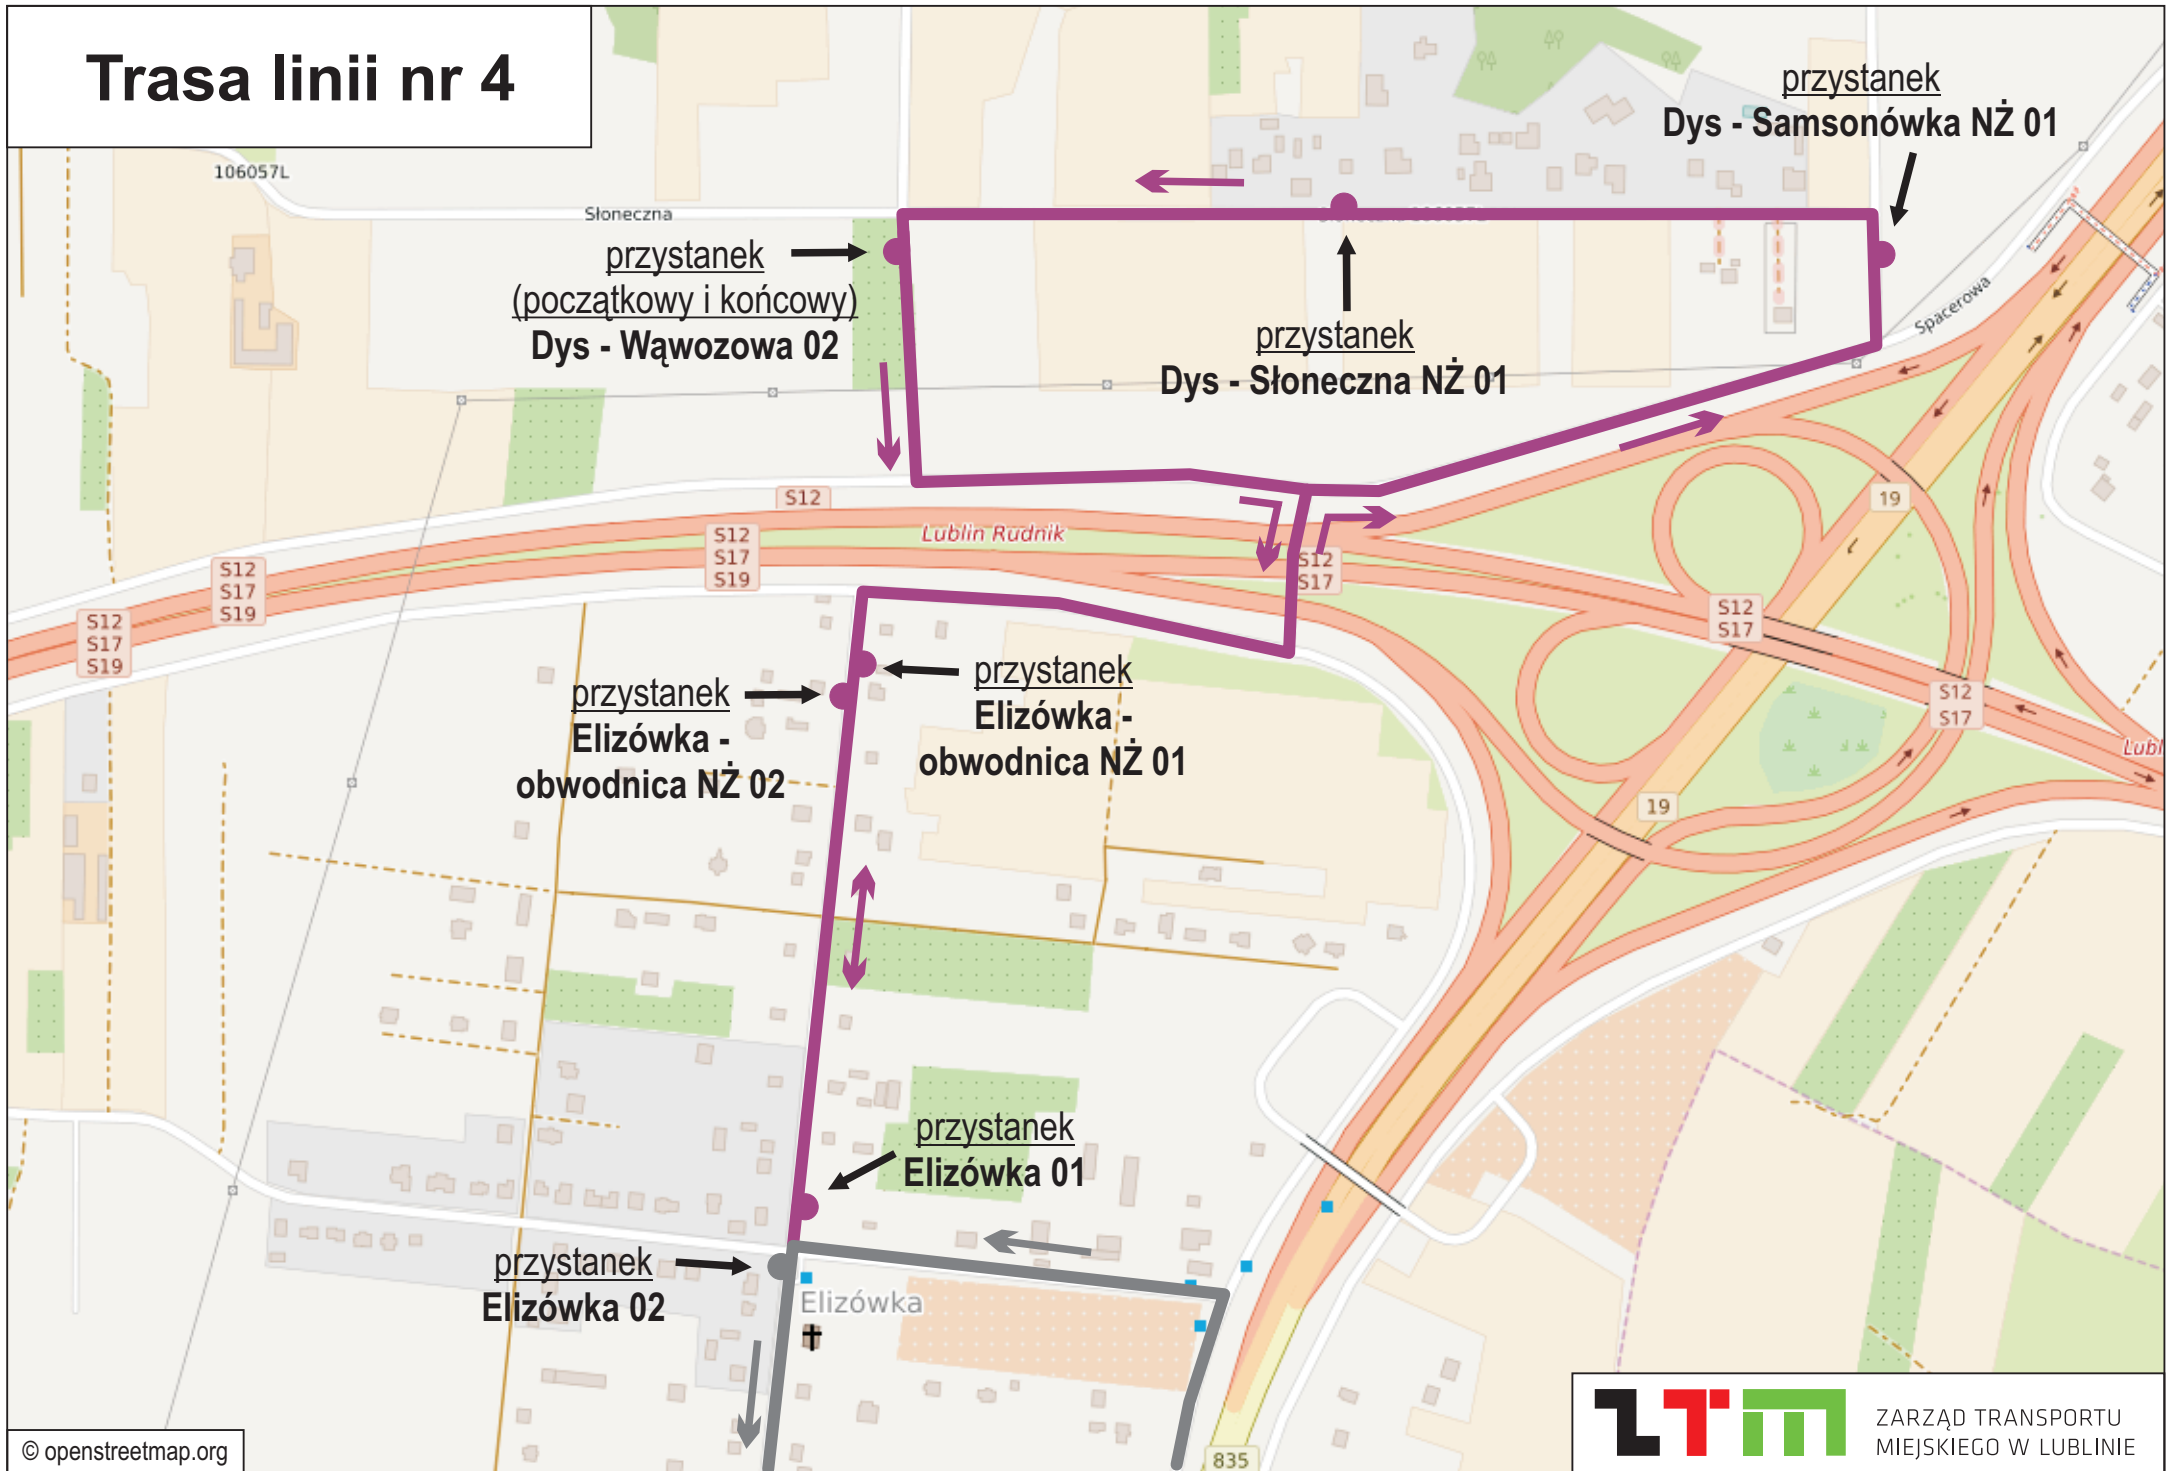 Trasa linii nr 4
106057L
Słoneczna
przystanek
Dys - Samsonówka NŻ 01
przystanek
(początkowy i końcowy)
Dys - Wąwozowa 02
przystanek
Dys - Słoneczna NŻ 01
Spacerowa
S12
Lublin Rudnik
S12
S17
S19
S12
S17
S19
S12
S17
S19
S12
S17
19
S12
S17
S12
S17
Lubl
19
przystanek
Elizówka -
obwodnica NŻ 02
przystanek
Elizówka -
obwodnica NŻ 01
przystanek
Elizówka 01
przystanek
Elizówka 02
Elizówka
835
© openstreetmap.org
ZTM
ZARZĄD TRANSPORTU
MIEJSKIEGO W LUBLINIE